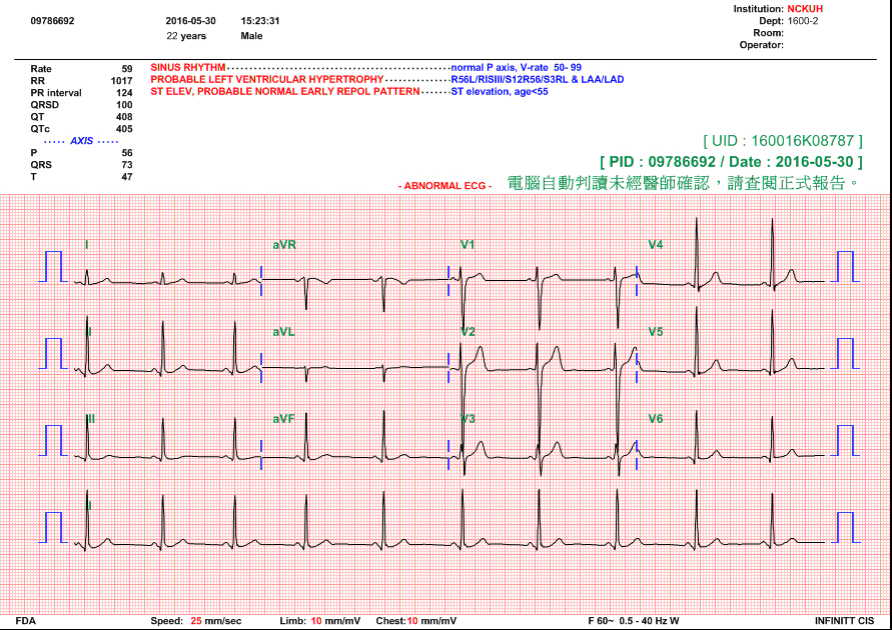 Institution: NCKUH
09786692 2016-05-30 15:23:31 Dept: 1600-2
22 years Male Room:
Operator:
Rate 59 SINUS RHYTHM - normal P axis, V-rate 50- 99
RR 1017 PROBABLE LEFT VENTRICULAR HYPERTROPHY - R56L/RISIII/S12R56/S3RL & LAA/LAD
PR interval 124 ST ELEV, PROBABLE NORMAL EARLY REPOL PATTERN - ST elevation, age<55
QRSD 100
QT 408
QTc 405
----- AXIS -----
P 56
QRS 73
T 47
[ UID : 160016K08787 ]
[ PID : 09786692 / Date : 2016-05-30 ]
- ABNORMAL ECG - 電腦自動判讀未經醫師確認，請查閱正式報告。
I aVR V1 V4
II aVL V2 V5
III aVF V3 V6
II
FDA Speed: 25 mm/sec Limb: 10 mm/mV Chest: 10 mm/mV F 60~ 0.5 - 40 Hz W INFINITT CIS